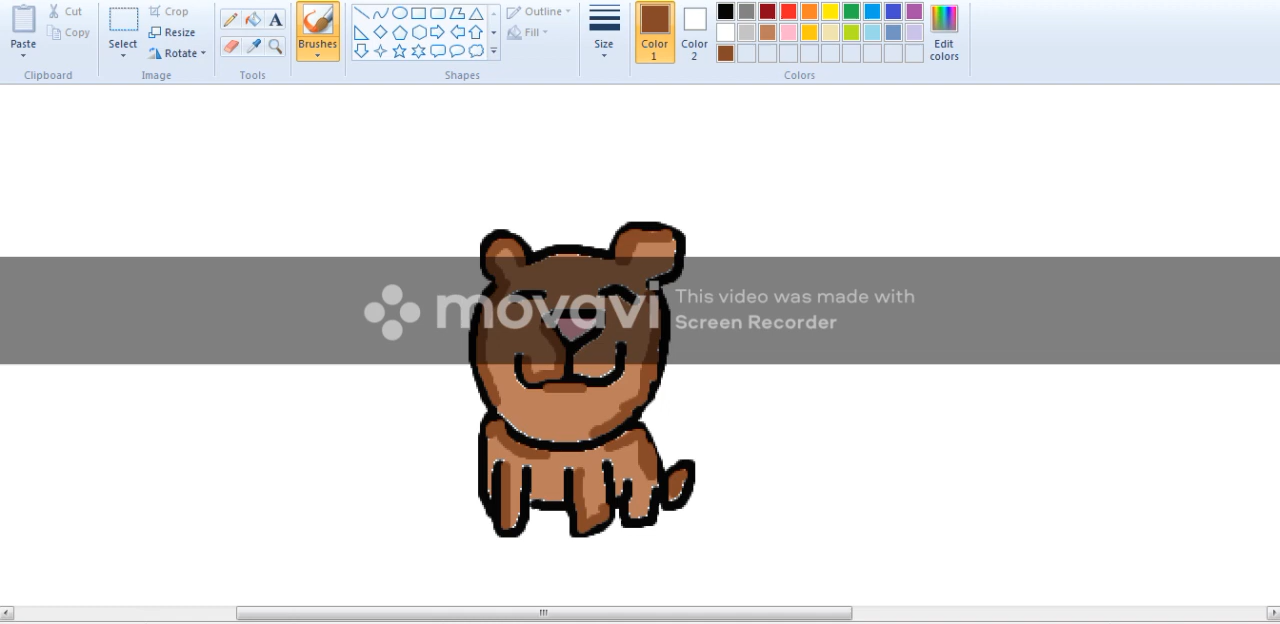 Paste
Cut
Copy
Clipboard
Select
Crop
Resize
Rotate
Image
A
Tools
Brushes
Shapes
Outline
Fill
Size
Color
1
Color
2
Colors
Edit
colors
movavi
This video was made with
Screen Recorder